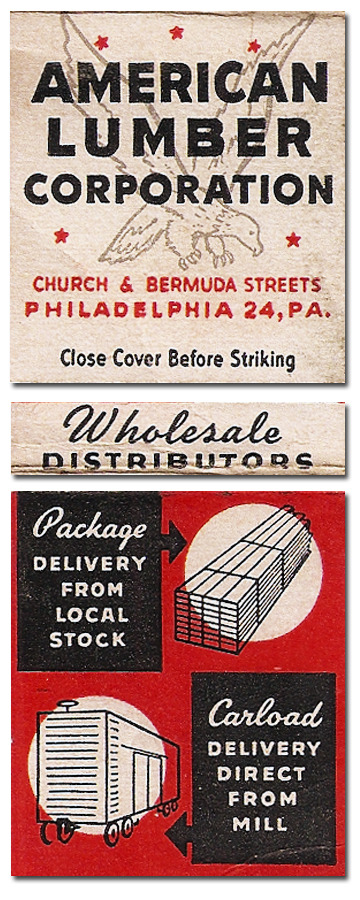 AMERICAN
LUMBER
CORPORATION
CHURCH & BERMUDA STREETS
PHILADELPHIA 24, PA.
Close Cover Before Striking
Wholesale
DISTRIBUTORS
Package
DELIVERY
FROM
LOCAL
STOCK
Carload
DELIVERY
DIRECT
FROM
MILL